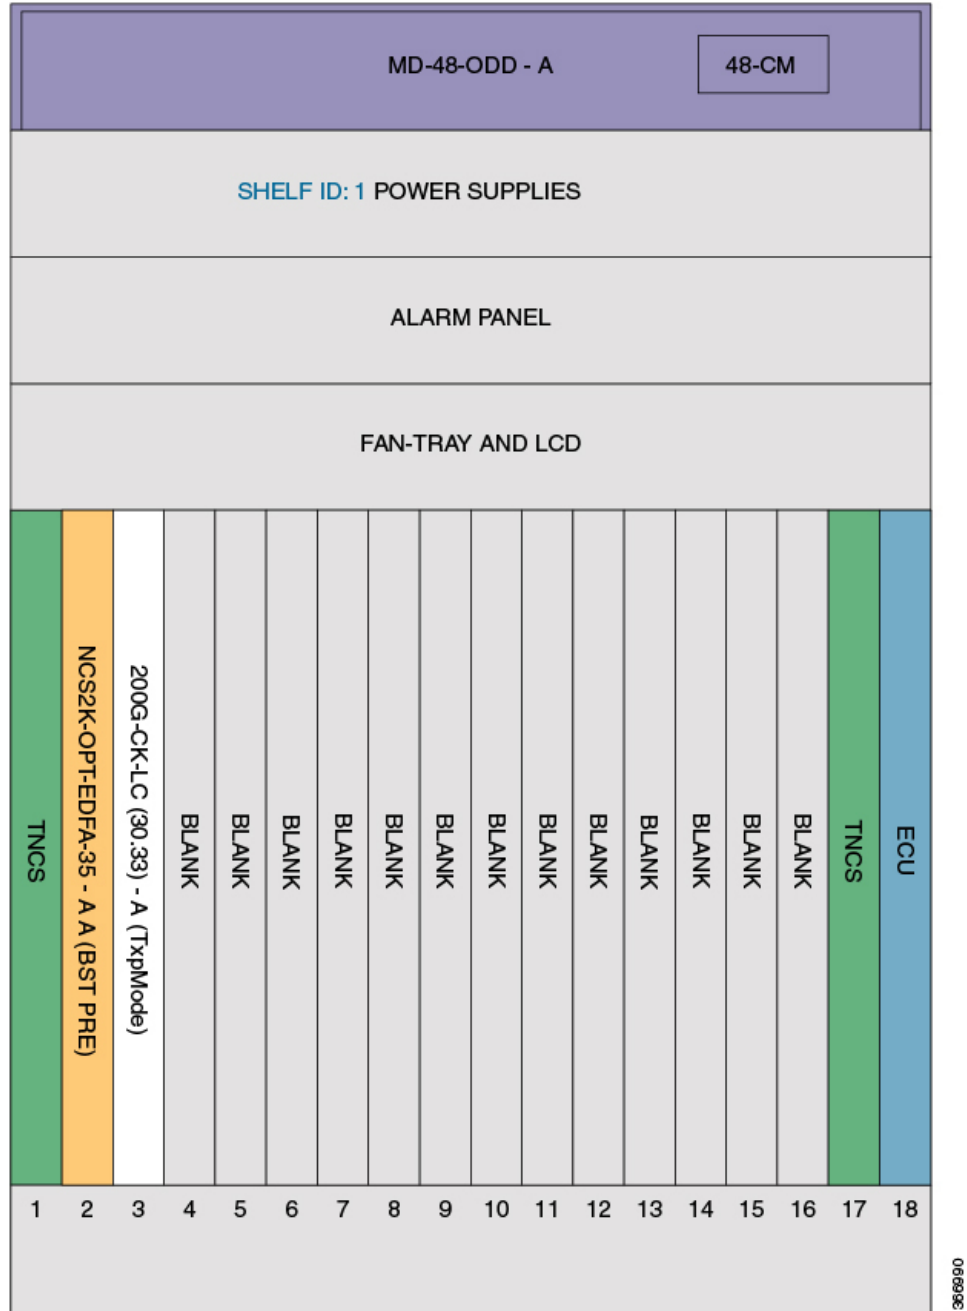 MD-48-ODD - A
48-CM
SHELF ID: 1 POWER SUPPLIES
ALARM PANEL
FAN-TRAY AND LCD
TNCS
NCS2K-OPT-EDFA-35 - A A (BST PRE)
200G-CK-LC (30.33) - A (TxpMode)
BLANK
BLANK
BLANK
BLANK
BLANK
BLANK
BLANK
BLANK
BLANK
BLANK
BLANK
BLANK
BLANK
TNCS
ECU
1 2 3 4 5 6 7 8 9 10 11 12 13 14 15 16 17 18
366990